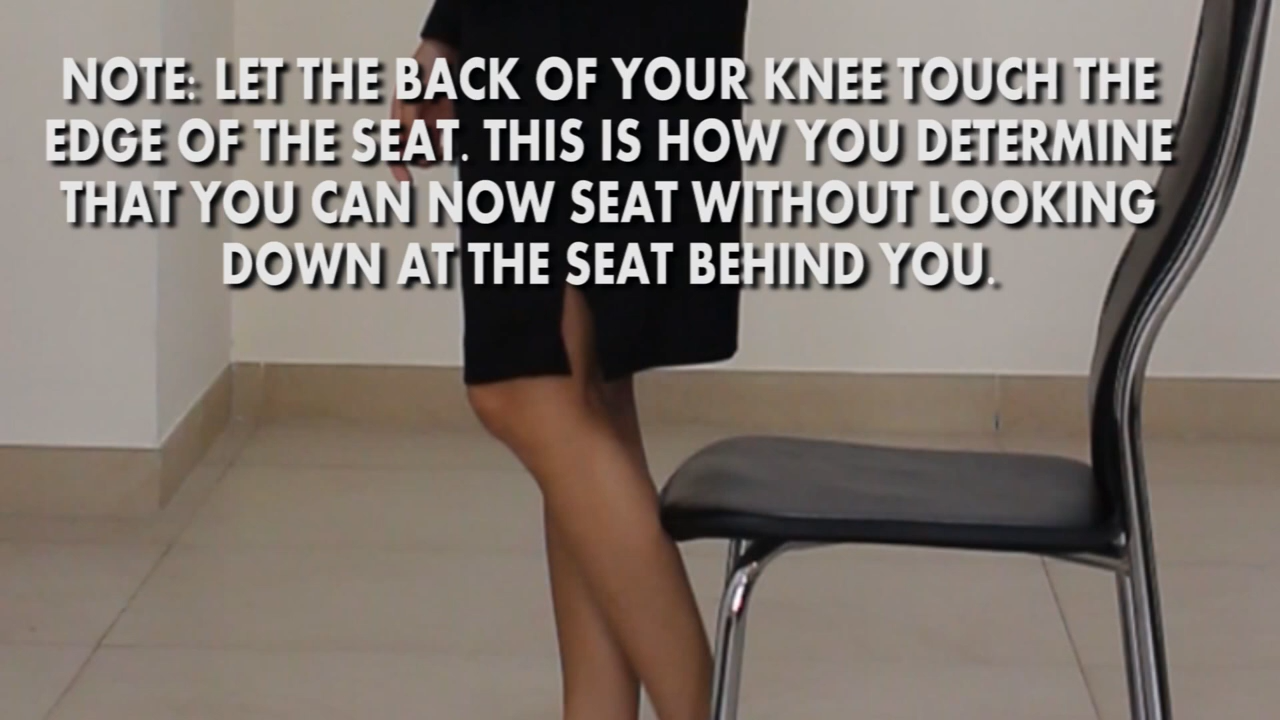 NOTE: LET THE BACK OF YOUR KNEE TOUCH THE
EDGE OF THE SEAT. THIS IS HOW YOU DETERMINE
THAT YOU CAN NOW SEAT WITHOUT LOOKING
DOWN AT THE SEAT BEHIND YOU.